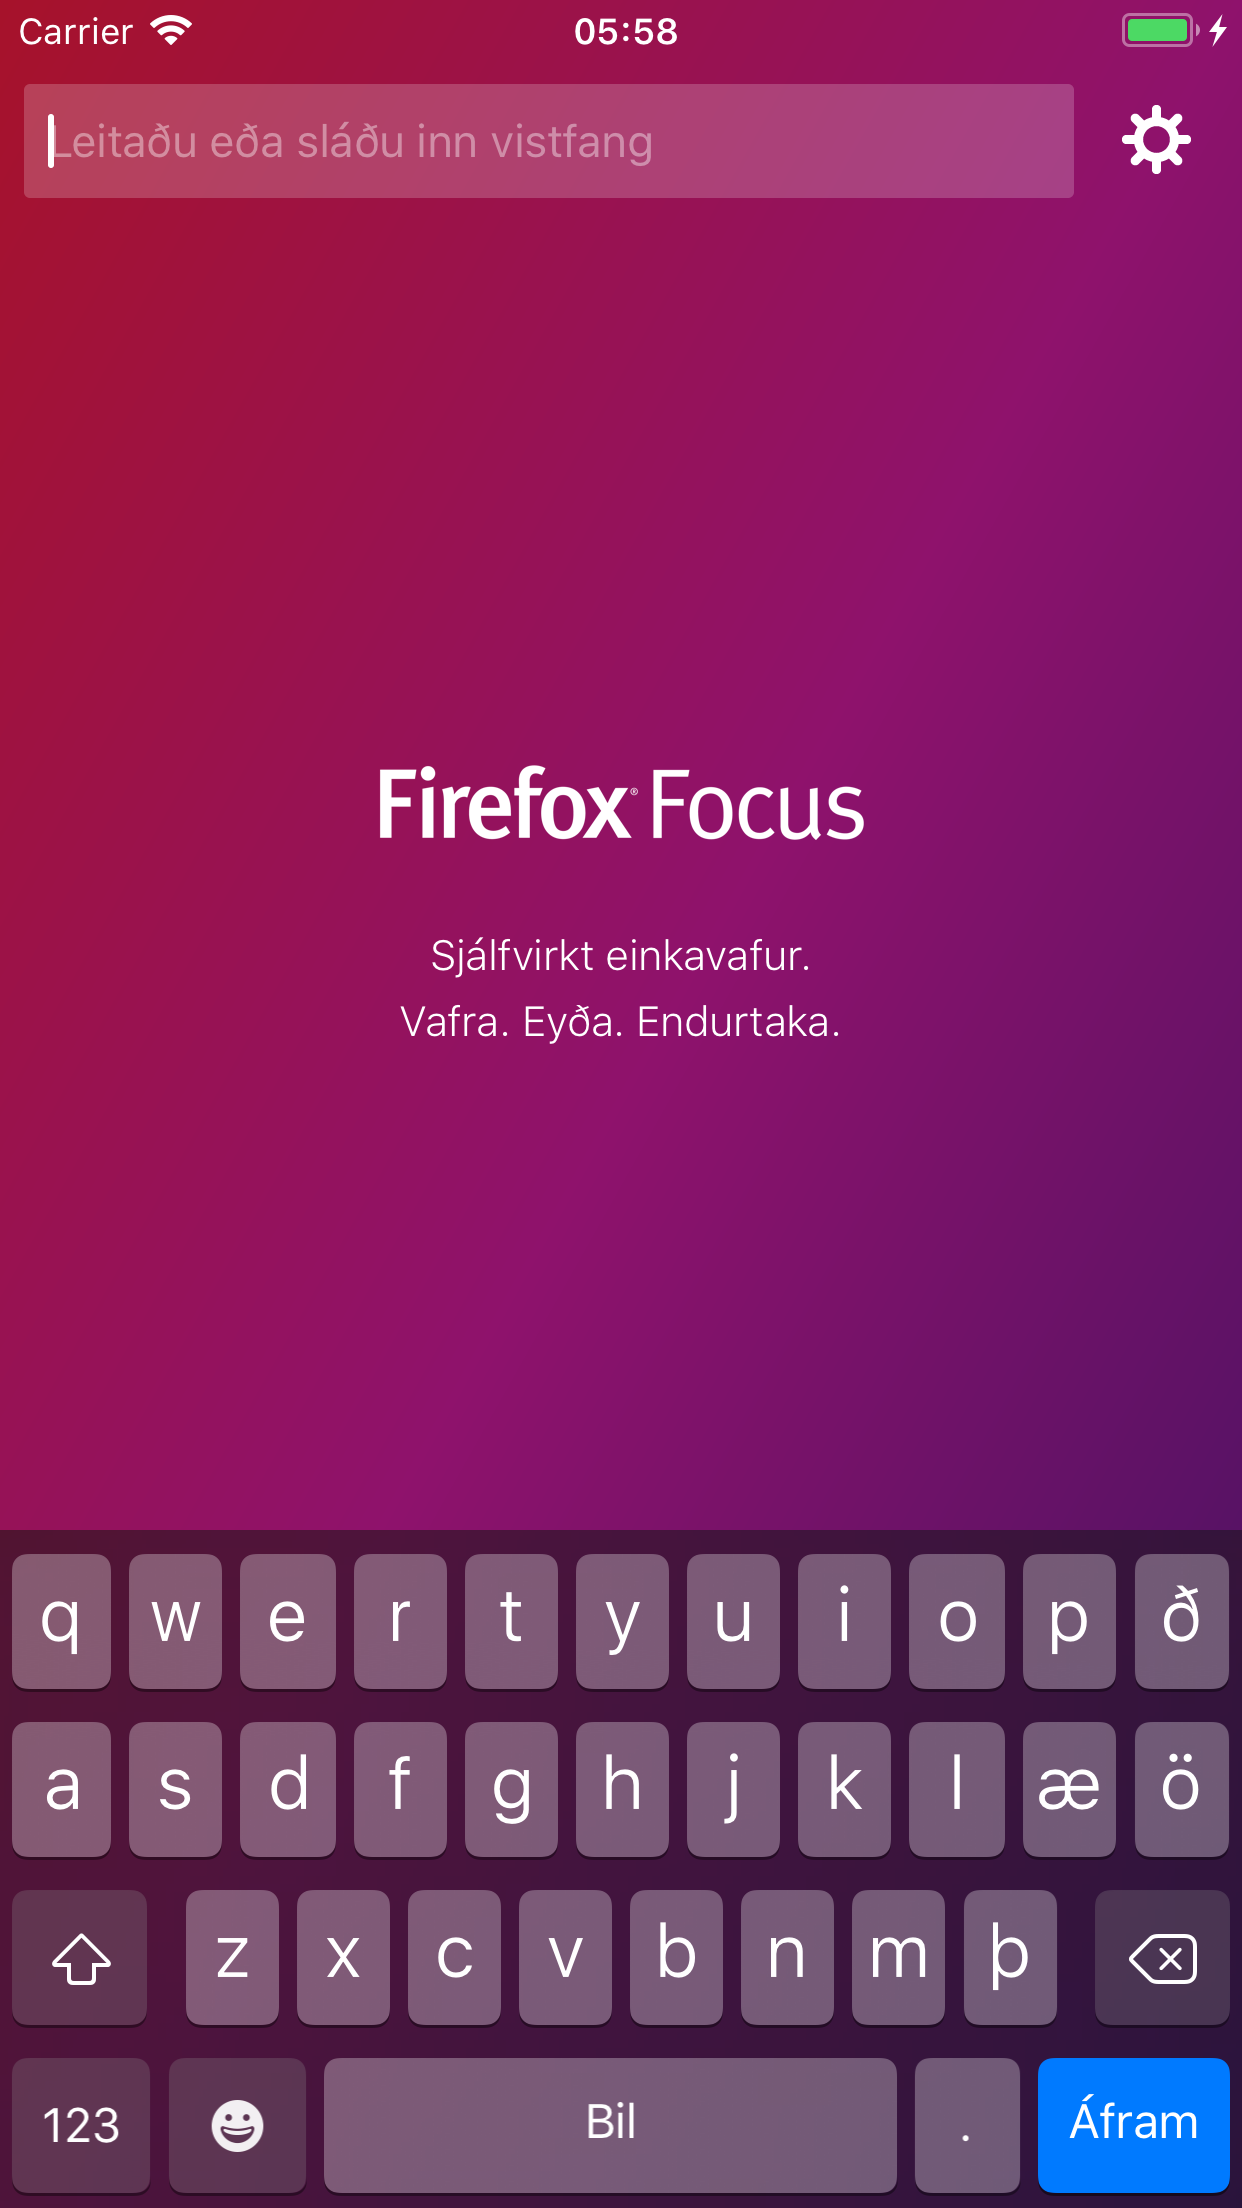 Carrier 05:58
Leitaðu eða sláðu inn vistfang
Firefox® Focus
Sjálfvirkt einkavafur.
Vafra. Eyða. Endurtaka.
q w e r t y u i o p ð
a s d f g h j k l æ ö
z x c v b n m þ
123 Bil . Áfram